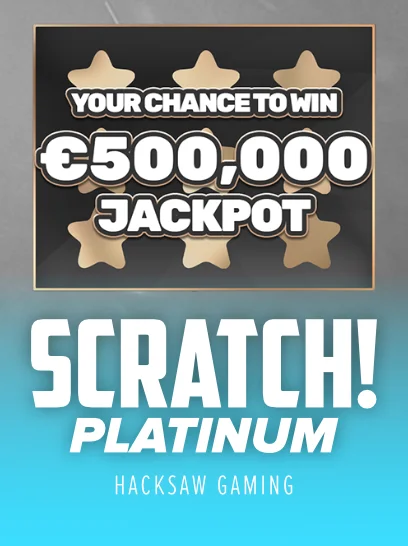 YOUR CHANCE TO WIN
€500,000
JACKPOT
SCRATCH!
PLATINUM
HACKSAW GAMING